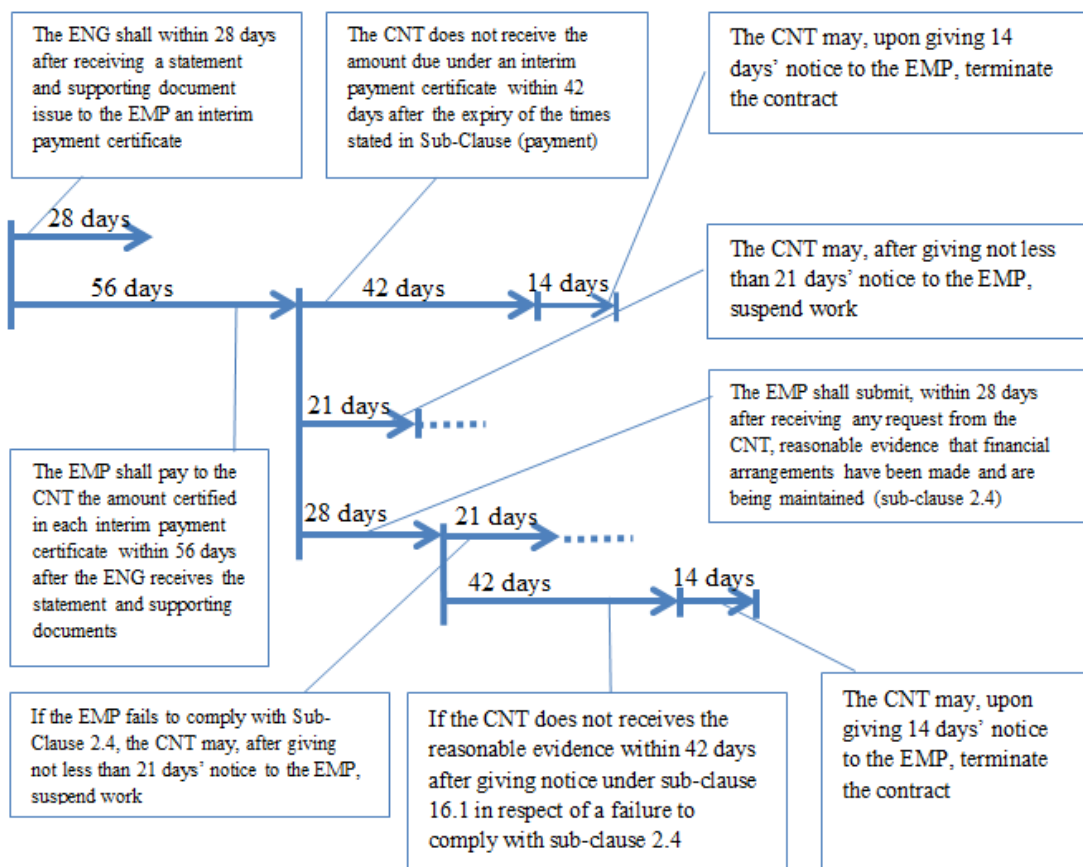 The ENG shall within 28 days
after receiving a statement
and supporting document
issue to the EMP an interim
payment certificate
The CNT does not receive the
amount due under an interim
payment certificate within 42
days after the expiry of the times
stated in Sub-Clause (payment)
The CNT may, upon giving 14
days’ notice to the EMP, terminate
the contract
28 days
56 days
42 days
14 days
The CNT may, after giving not less
than 21 days’ notice to the EMP,
suspend work
21 days
The EMP shall submit, within 28 days
after receiving any request from the
CNT, reasonable evidence that financial
arrangements have been made and are
being maintained (sub-clause 2.4)
The EMP shall pay to the
CNT the amount certified
in each interim payment
certificate within 56 days
after the ENG receives the
statement and supporting
documents
28 days
21 days
42 days
14 days
If the EMP fails to comply with Sub-
Clause 2.4, the CNT may, after giving
not less than 21 days’ notice to the EMP,
suspend work
If the CNT does not receives the
reasonable evidence within 42 days
after giving notice under sub-clause
16.1 in respect of a failure to
comply with sub-clause 2.4
The CNT may, upon
giving 14 days’ notice
to the EMP, terminate
the contract